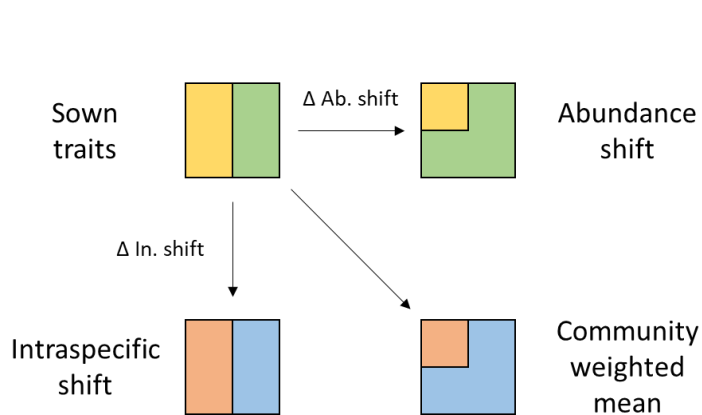 Sown
traits
Δ Ab. shift
Abundance
shift
Δ In. shift
Intraspecific
shift
Community
weighted
mean